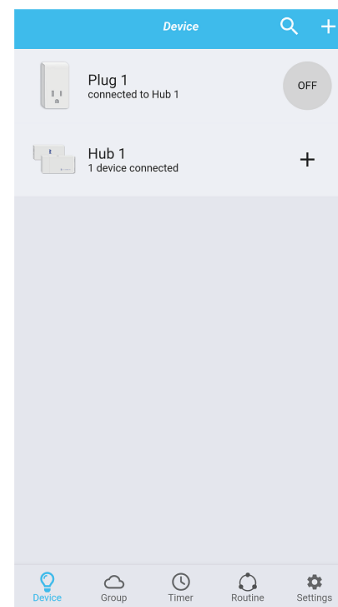 Device
Plug 1
connected to Hub 1
OFF
Hub 1
1 device connected
Device
Group
Timer
Routine
Settings